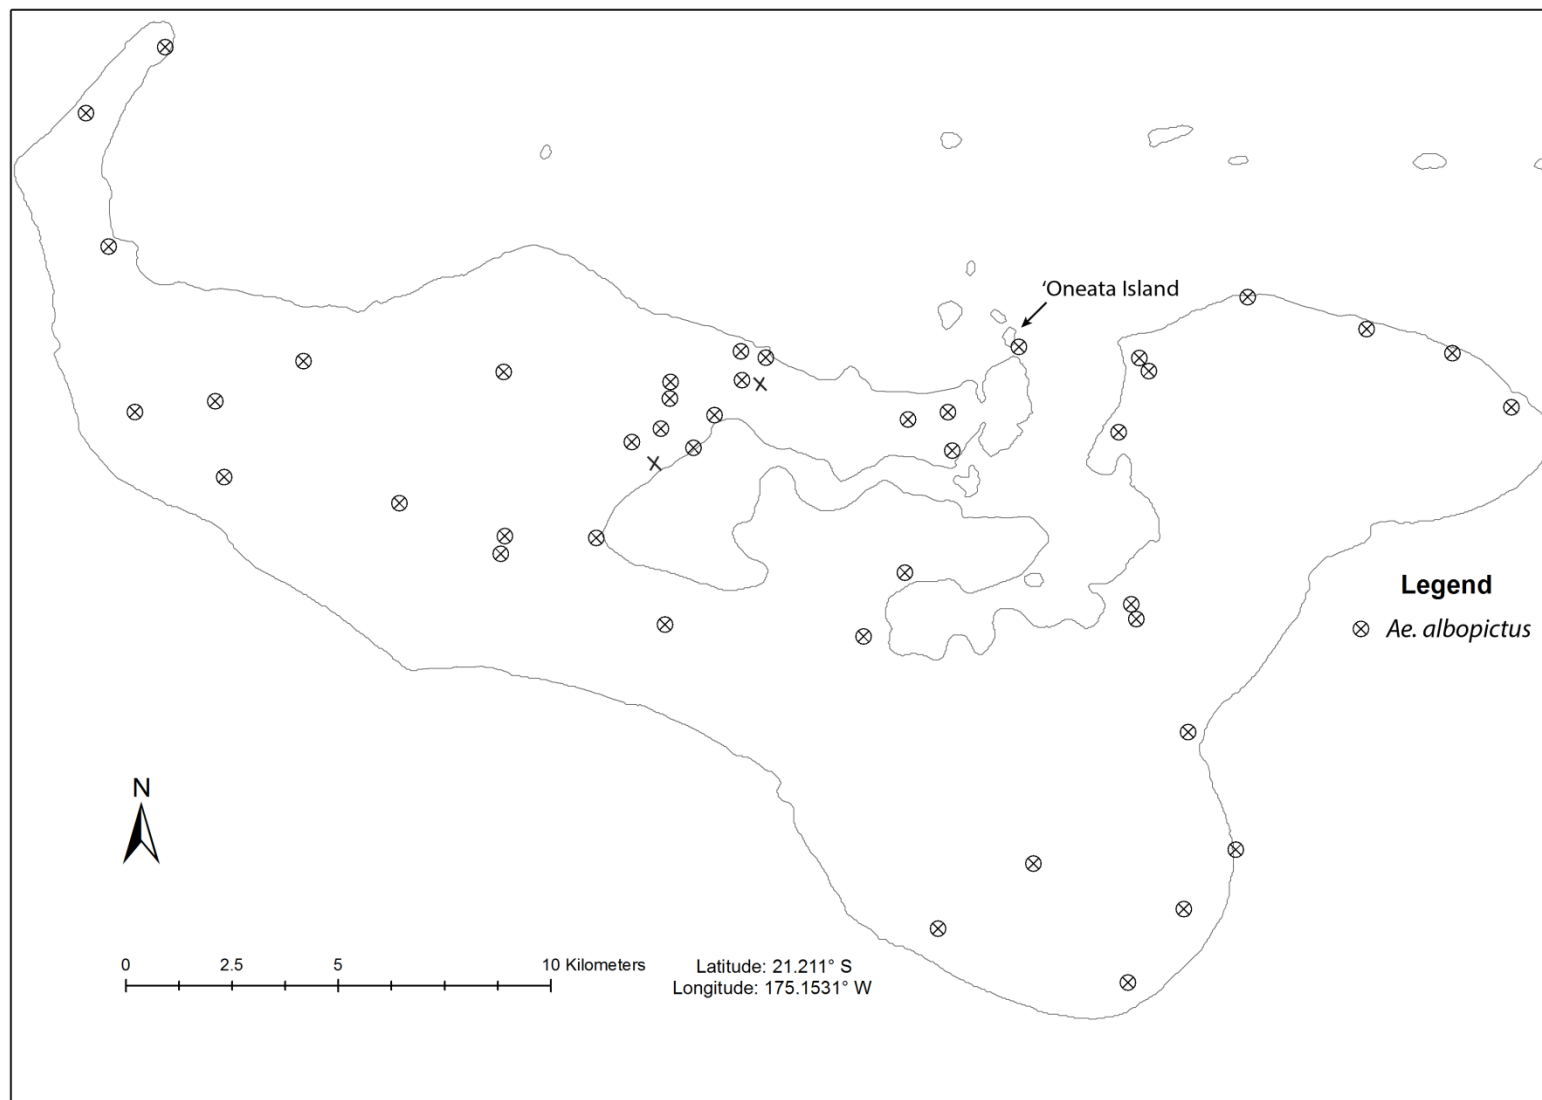 'Oneata Island
Legend
Ae. albopictus
N
0 2.5 5 10 Kilometers
Latitude: 21.211° S
Longitude: 175.1531° W